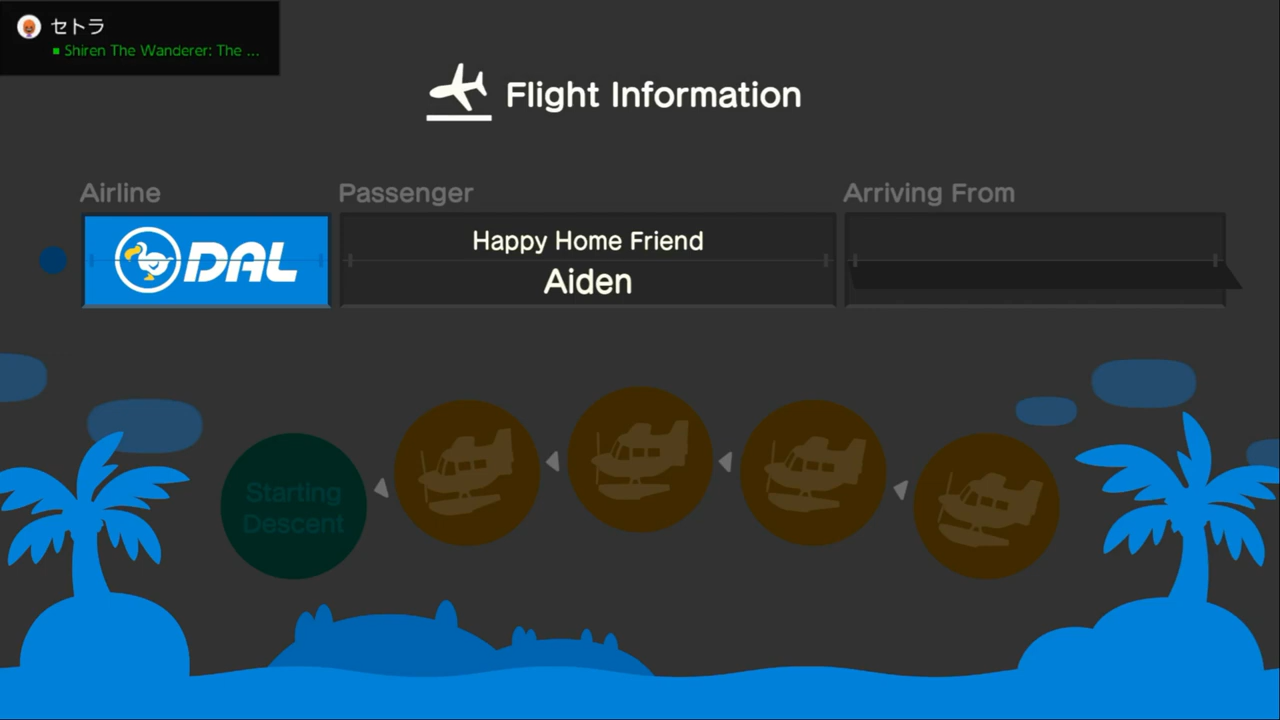 セトラ
Shiren The Wanderer: The ...
Flight Information
Airline
Passenger
Arriving From
DAL
Happy Home Friend
Aiden
Starting
Descent